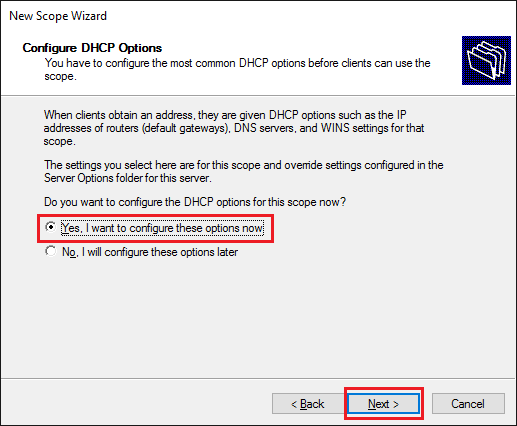 New Scope Wizard
Configure DHCP Options
You have to configure the most common DHCP options before clients can use the
scope.
When clients obtain an address, they are given DHCP options such as the IP
addresses of routers (default gateways), DNS servers, and WINS settings for that
scope.
The settings you select here are for this scope and override settings configured in the
Server Options folder for this server.
Do you want to configure the DHCP options for this scope now?
Yes, I want to configure these options now
No, I will configure these options later
< Back Next > Cancel